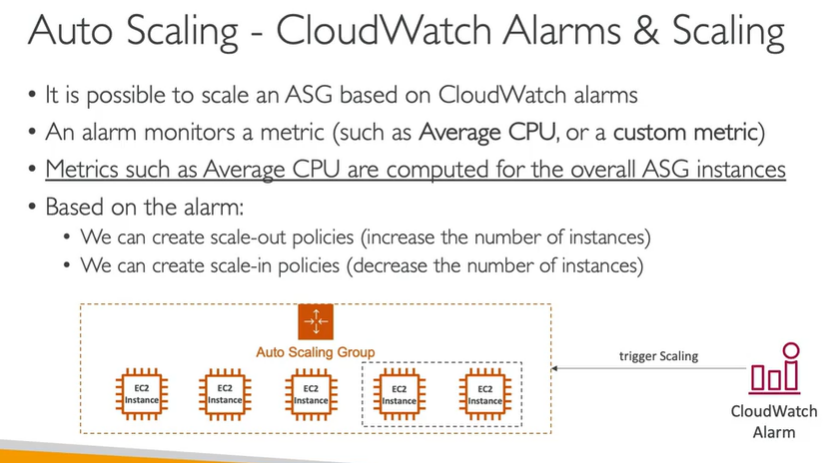 Auto Scaling - CloudWatch Alarms & Scaling
• It is possible to scale an ASG based on CloudWatch alarms
• An alarm monitors a metric (such as Average CPU, or a custom metric)
• Metrics such as Average CPU are computed for the overall ASG instances
• Based on the alarm:
• We can create scale-out policies (increase the number of instances)
• We can create scale-in policies (decrease the number of instances)
Auto Scaling Group
EC2
Instance
EC2
Instance
EC2
Instance
EC2
Instance
EC2
Instance
trigger Scaling
CloudWatch
Alarm